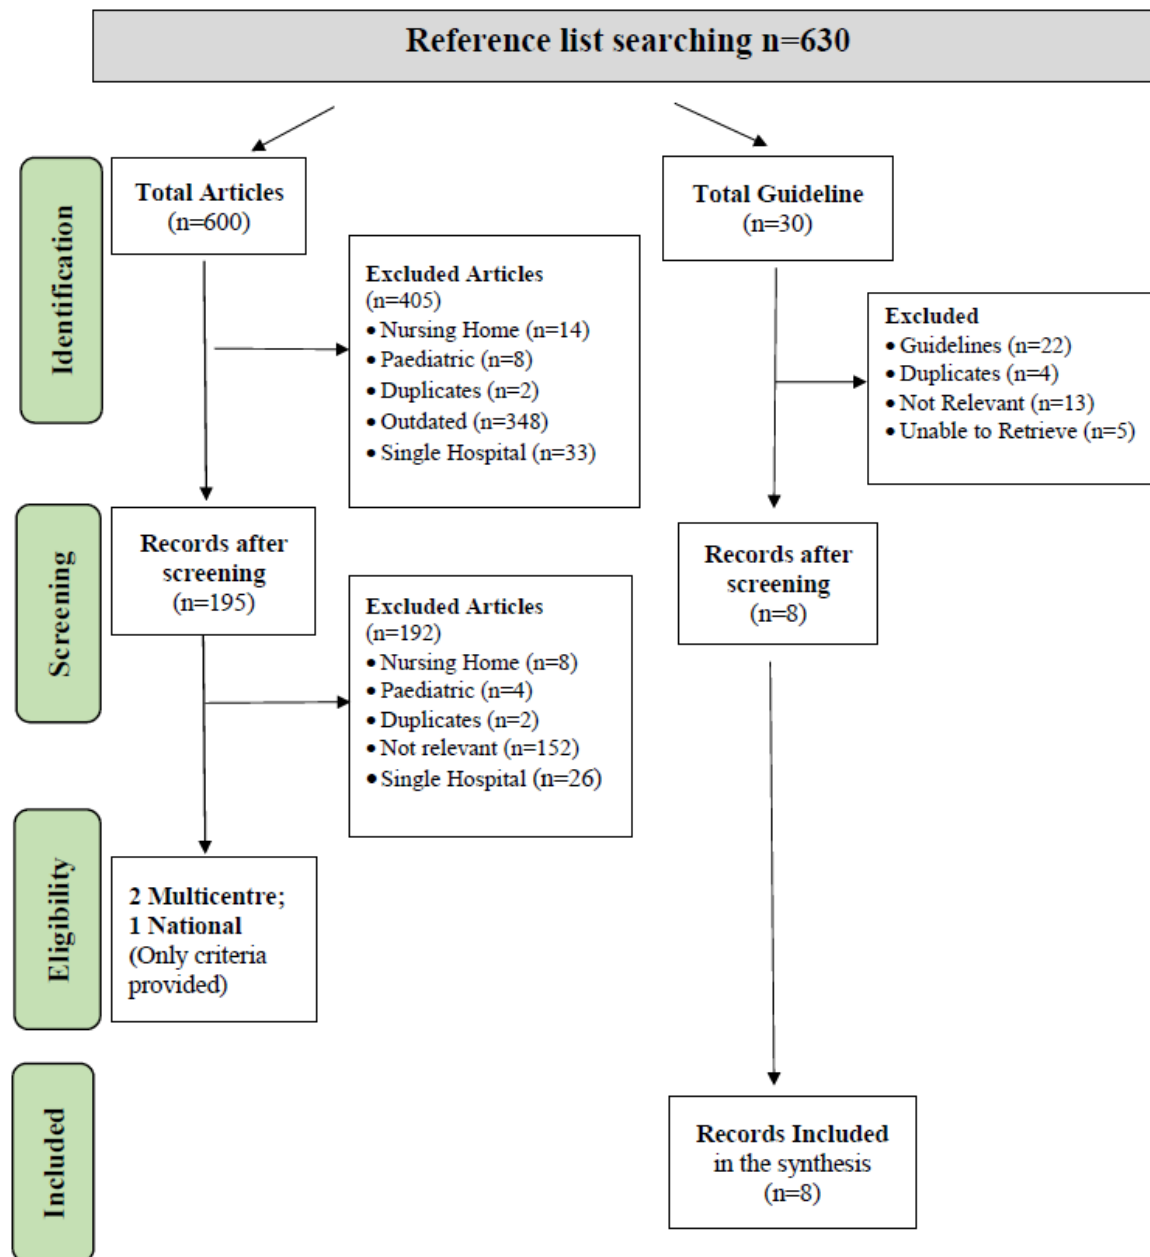 Reference list searching n=630
Identification
Total Articles
(n=600)
Total Guideline
(n=30)
Excluded Articles
(n=405)
• Nursing Home (n=14)
• Paediatric (n=8)
• Duplicates (n=2)
• Outdated (n=348)
• Single Hospital (n=33)
Excluded
• Guidelines (n=22)
• Duplicates (n=4)
• Not Relevant (n=13)
• Unable to Retrieve (n=5)
Screening
Records after
screening
(n=195)
Records after
screening
(n=8)
Excluded Articles
(n=192)
• Nursing Home (n=8)
• Paediatric (n=4)
• Duplicates (n=2)
• Not relevant (n=152)
• Single Hospital (n=26)
Eligibility
2 Multicentre;
1 National
(Only criteria
provided)
Included
Records Included
in the synthesis
(n=8)